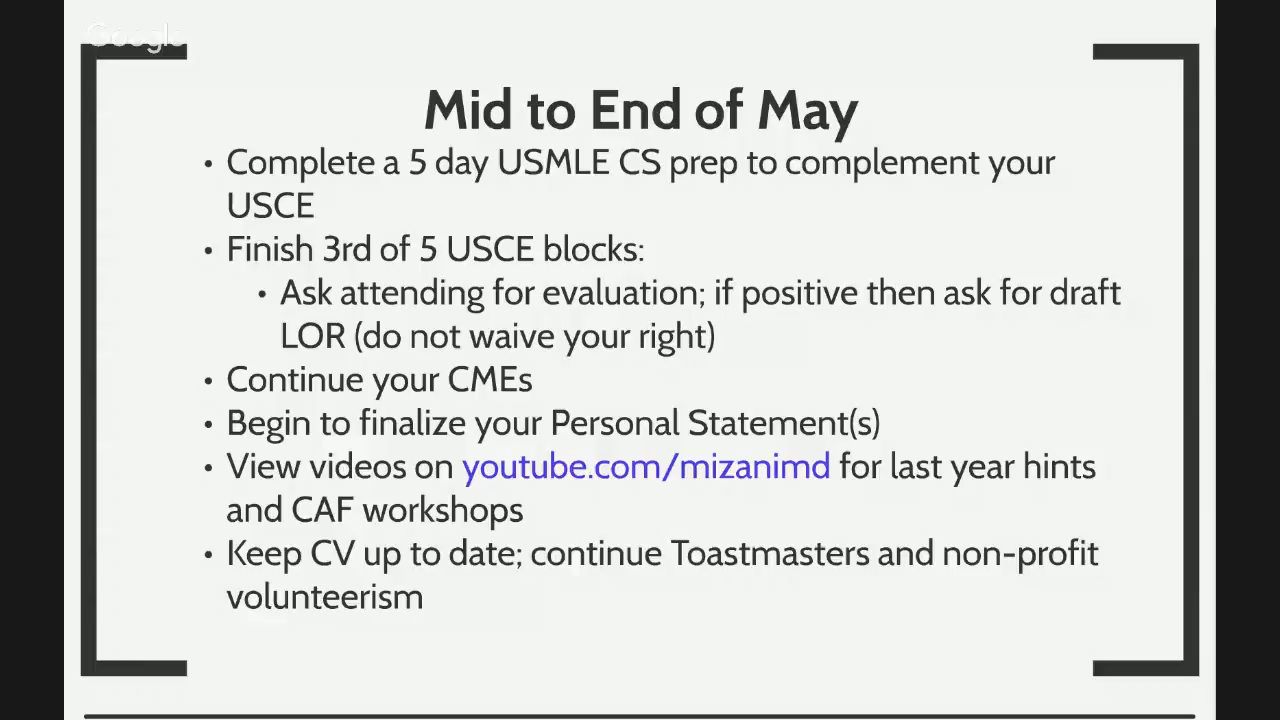 Google
Mid to End of May
• Complete a 5 day USMLE CS prep to complement your
USCE
• Finish 3rd of 5 USCE blocks:
• Ask attending for evaluation; if positive then ask for draft
LOR (do not waive your right)
• Continue your CMEs
• Begin to finalize your Personal Statement(s)
• View videos on youtube.com/mizanimd for last year hints
and CAF workshops
• Keep CV up to date; continue Toastmasters and non-profit
volunteerism